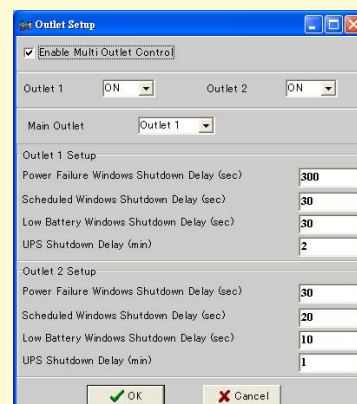 Outlet Setup
Enable Multi Outlet Control
Outlet 1 ON Outlet 2 ON
Main Outlet Outlet 1
Outlet 1 Setup
Power Failure Windows Shutdown Delay (sec) 300
Scheduled Windows Shutdown Delay (sec) 30
Low Battery Windows Shutdown Delay (sec) 30
UPS Shutdown Delay (min) 2
Outlet 2 Setup
Power Failure Windows Shutdown Delay (sec) 30
Scheduled Windows Shutdown Delay (sec) 20
Low Battery Windows Shutdown Delay (sec) 10
UPS Shutdown Delay (min) 1
OK Cancel